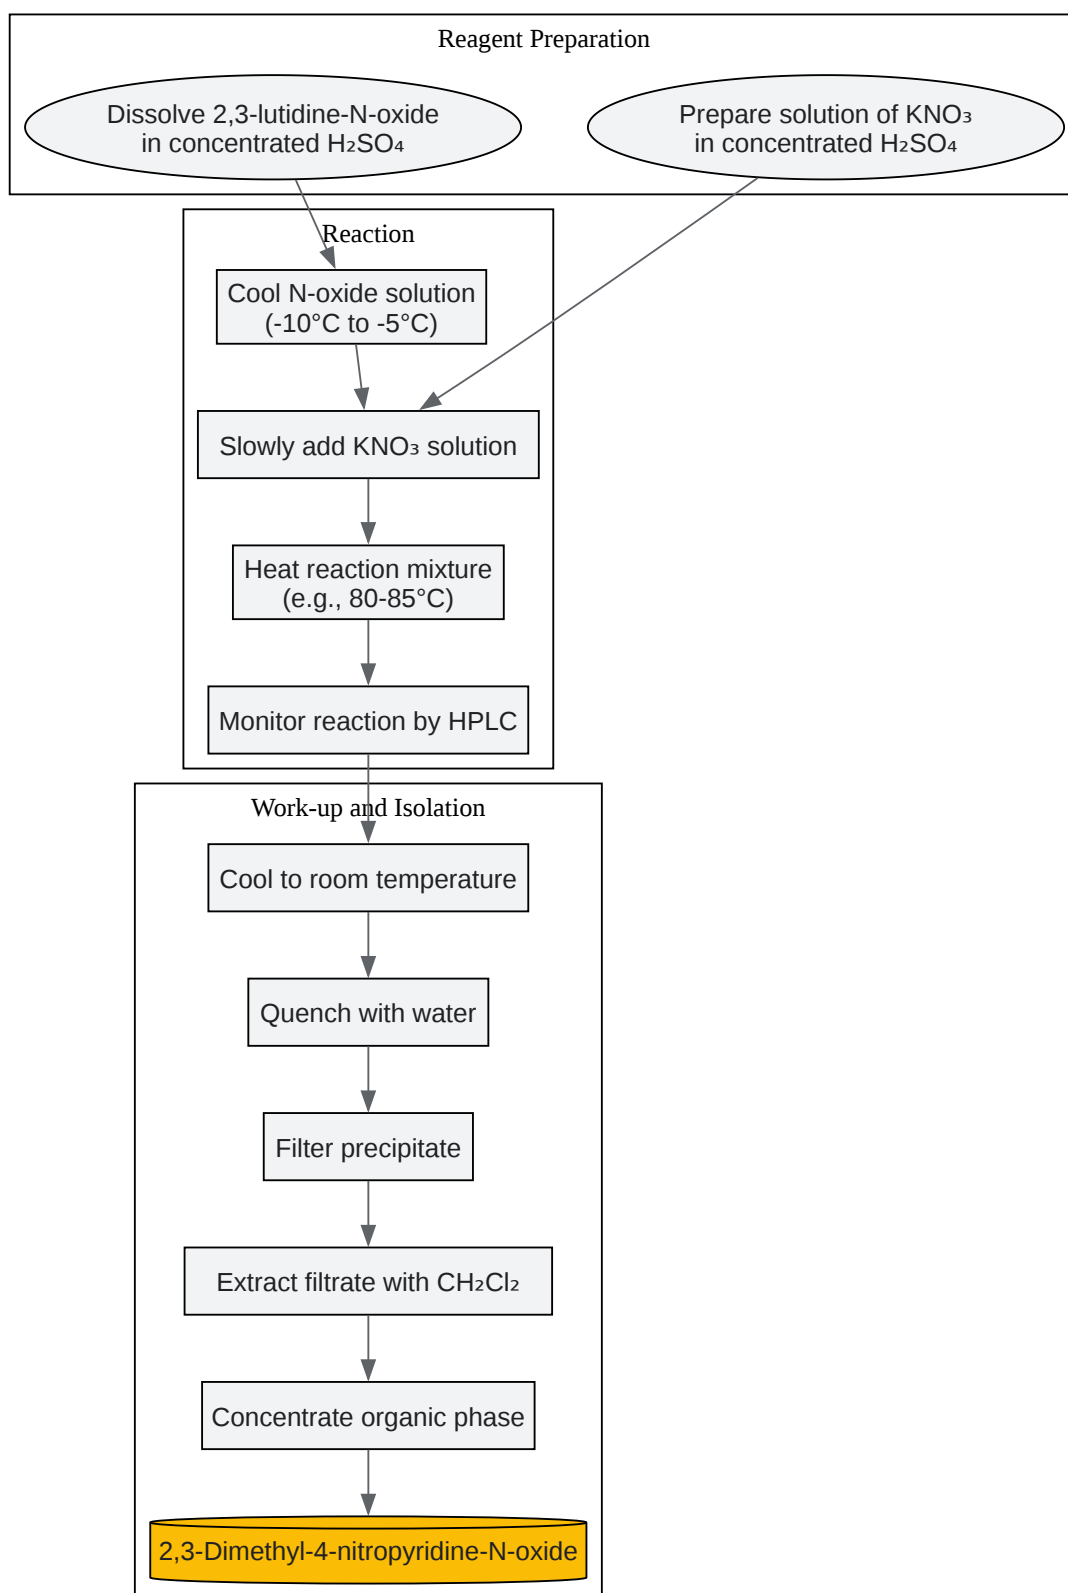 Reagent Preparation
Dissolve 2,3-lutidine-N-oxide
in concentrated H₂SO₄
Prepare solution of KNO₃
in concentrated H₂SO₄
Reaction
Cool N-oxide solution
(-10°C to -5°C)
Slowly add KNO₃ solution
Heat reaction mixture
(e.g., 80-85°C)
Monitor reaction by HPLC
Work-up and Isolation
Cool to room temperature
Quench with water
Filter precipitate
Extract filtrate with CH₂Cl₂
Concentrate organic phase
2,3-Dimethyl-4-nitropyridine-N-oxide